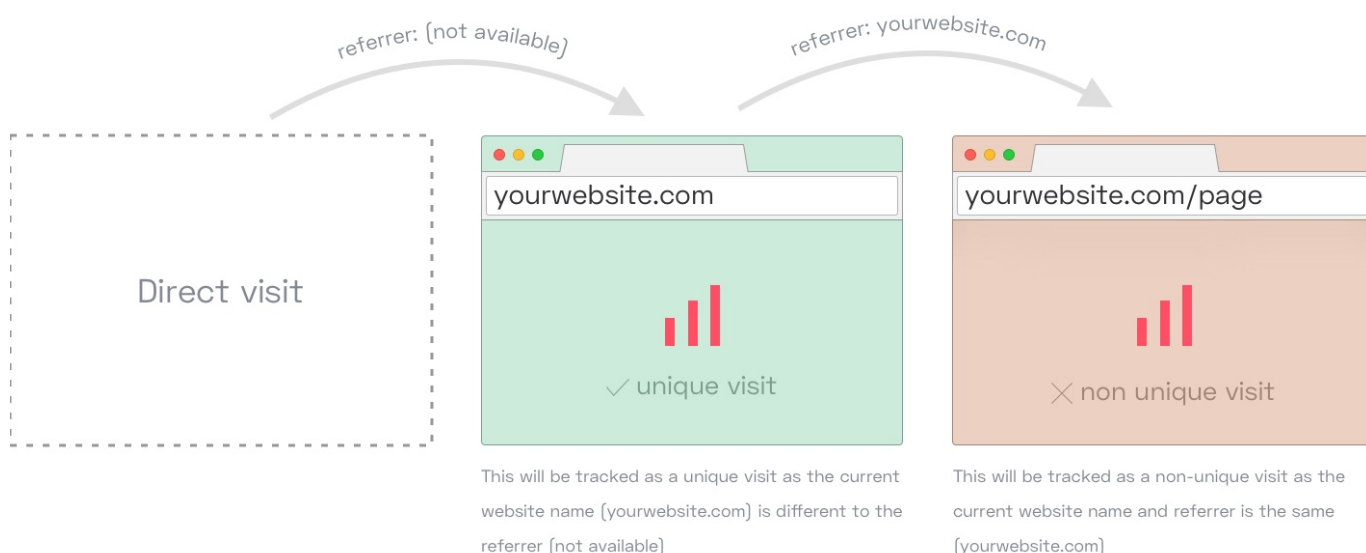 referrer: (not available)
referrer: yourwebsite.com
Direct visit
yourwebsite.com
unique visit
This will be tracked as a unique visit as the current
website name (yourwebsite.com) is different to the
referrer (not available)
yourwebsite.com/page
non unique visit
This will be tracked as a non-unique visit as the
current website name and referrer is the same
(yourwebsite.com)